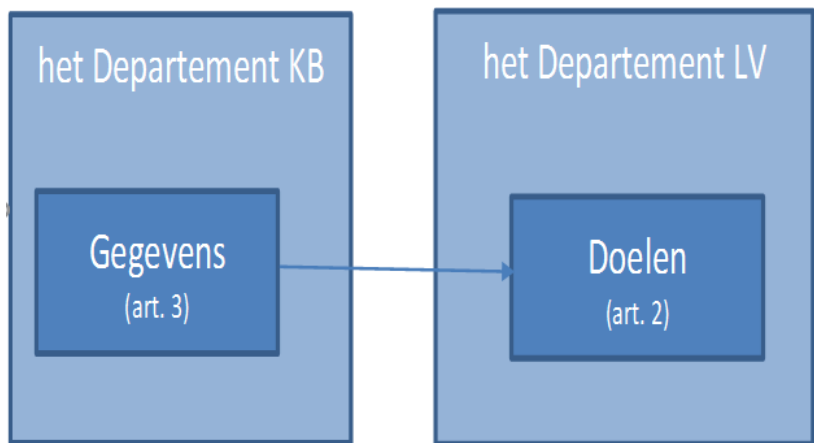 het Departement KB
Gegevens
(art. 3)
het Departement LV
Doelen
(art. 2)